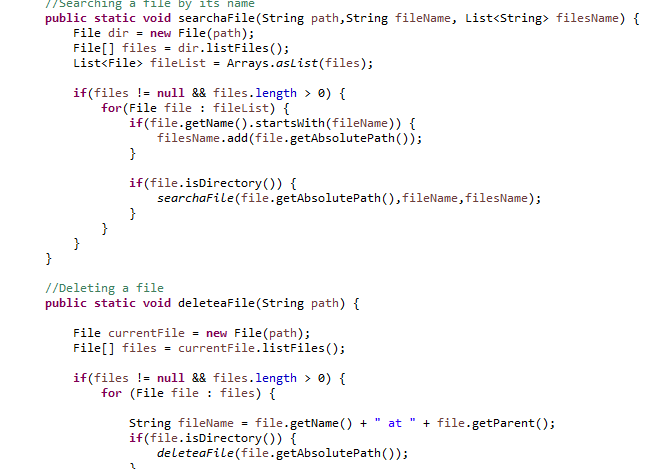 //Searching a file by its name
public static void searchaFile(String path,String fileName, List<String> filesName) {
File dir = new File(path);
File[] files = dir.listFiles();
List<File> fileList = Arrays.asList(files);
if(files != null && files.length > 0) {
for(File file : fileList) {
if(file.getName().startsWith(fileName)) {
filesName.add(file.getAbsolutePath());
}
if(file.isDirectory()) {
searchaFile(file.getAbsolutePath(),fileName,filesName);
}
}
}
}
//Deleting a file
public static void deleteaFile(String path) {
File currentFile = new File(path);
File[] files = currentFile.listFiles();
if(files != null && files.length > 0) {
for (File file : files) {
String fileName = file.getName() + " at " + file.getParent();
if(file.isDirectory()) {
deleteaFile(file.getAbsolutePath());
}